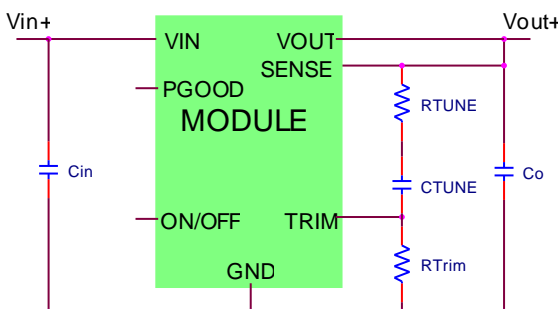 Vin+
Vout+
VIN
VOUT
SENSE
PGOOD
RTUNE
MODULE
Cin
CTUNE
Co
ON/OFF
TRIM
GND
RTrim